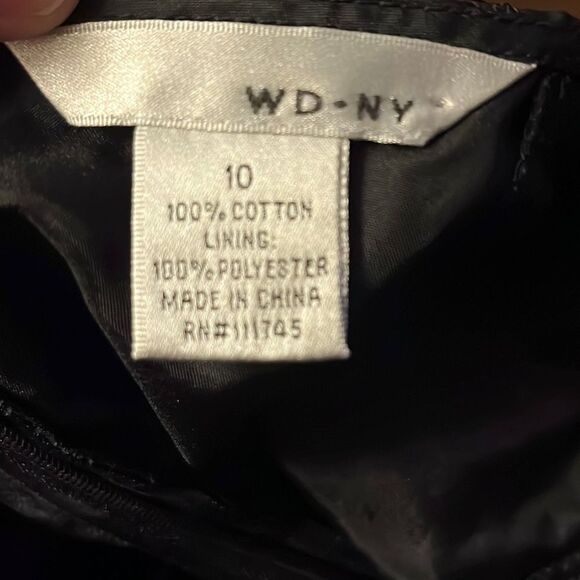 WD·NY
10
100% COTTON
LINING:
100% POLYESTER
MADE IN CHINA
RN#111745